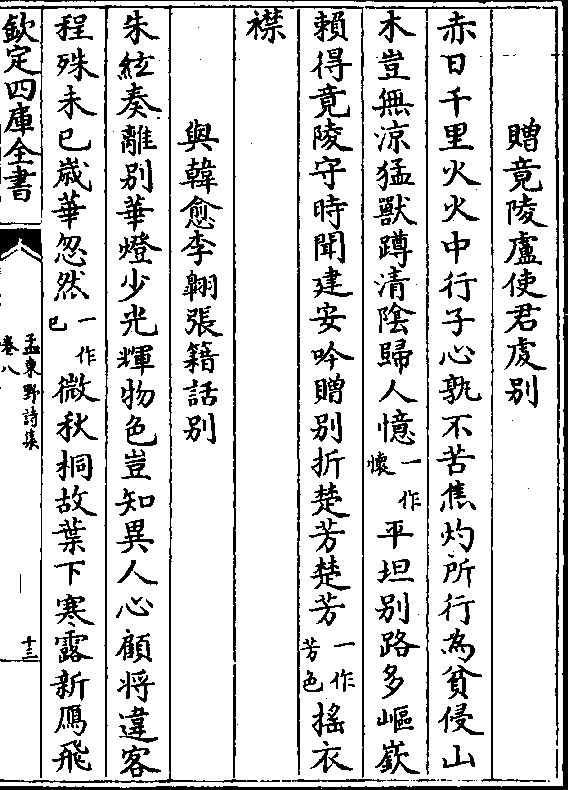 贈竟陵盧使君虔别
赤日千里火火中行子心孰不苦焦灼所行為貧侵山
木豈無涼猛獸蹲清陰歸人憶一作懷平坦别路多嶇嶔
賴得竟陵守時聞建安吟贈别折楚芳楚芳一作芳色搖衣
襟
與韓愈李翺張籍話别
朱絃奏離别華燈少光輝物色豈知異人心顧將違客
程殊未已歲華忽然一作已微秋桐故葉下寒露新鴈飛
欽定四庫全書
孟東野詩集
卷八
十三